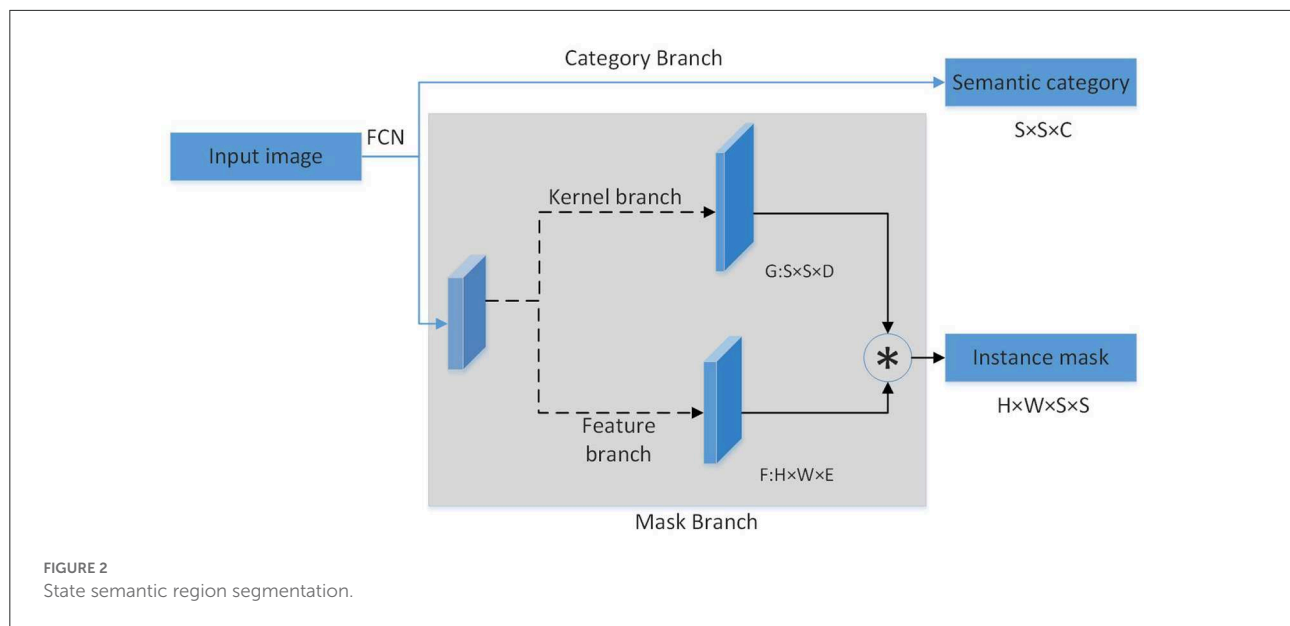 Category Branch
Semantic category
S×S×C
FCN
Input image
Kernel branch
G:S×S×D
*
Instance mask
H×W×S×S
Feature
branch
F:H×W×E
Mask Branch
FIGURE 2
State semantic region segmentation.